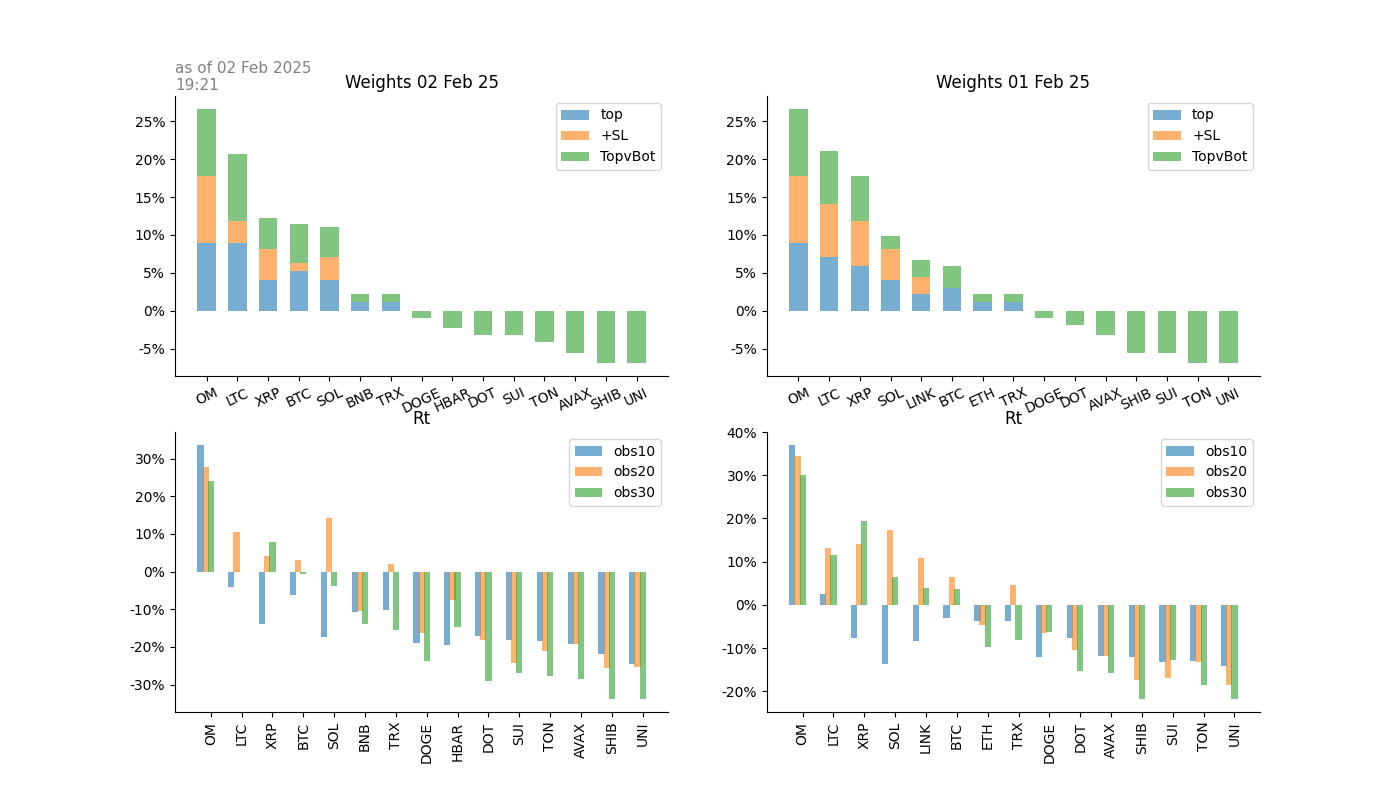 as of 02 Feb 2025
19:21
Weights 02 Feb 25
25%
20%
15%
10%
5%
0%
-5%
top
+SL
TopvBot
OM LTC XRP BTC SOL BNB TRX DOGE HBAR DOT SUI TON AVAX SHIB UNI
Weights 01 Feb 25
25%
20%
15%
10%
5%
0%
-5%
top
+SL
TopvBot
OM LTC XRP SOL LINK BTC ETH TRX DOGE DOT AVAX SHIB SUI TON UNI
Rt
30%
20%
10%
0%
-10%
-20%
-30%
obs10
obs20
obs30
OM LTC XRP BTC SOL BNB TRX DOGE HBAR DOT SUI TON AVAX SHIB UNI
Rt
40%
30%
20%
10%
0%
-10%
-20%
obs10
obs20
obs30
OM LTC XRP SOL LINK BTC ETH TRX DOGE DOT AVAX SHIB SUI TON UNI